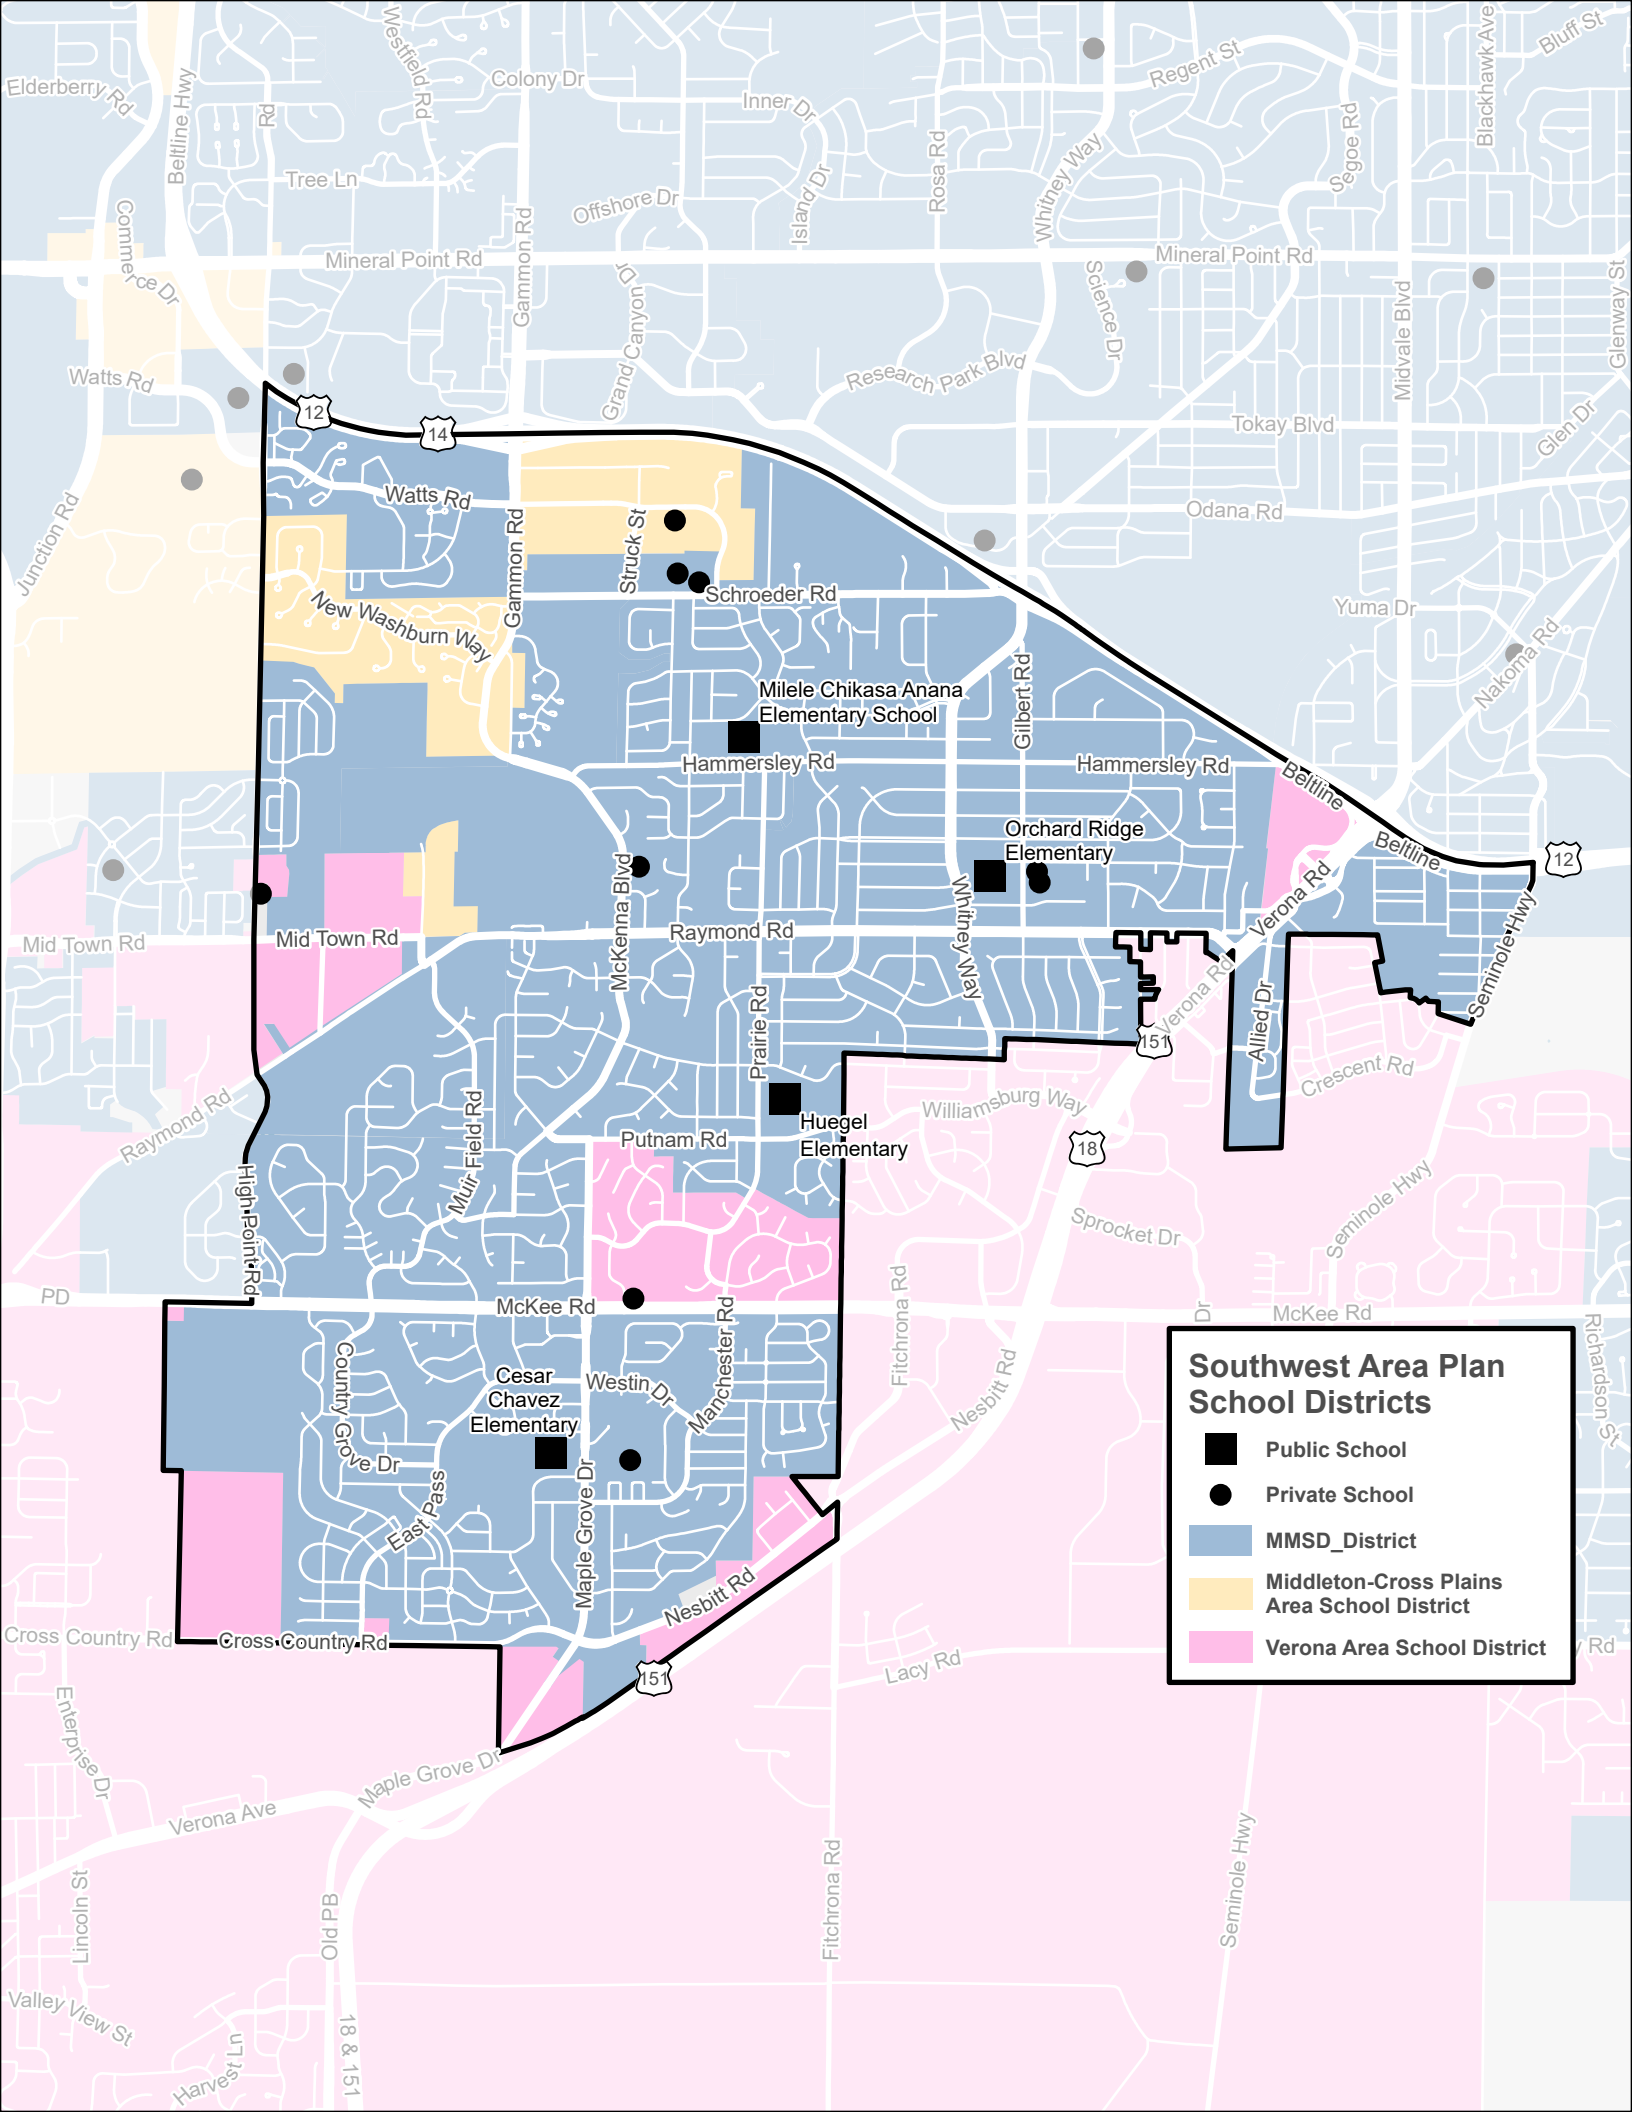 Elderberry Rd
Beltline Hwy
Rd
Westfield Rd
Colony Dr
Inner Dr
Regent St
Blackhawk Ave
Bluff St
Tree Ln
Commerce Dr
Gammon Rd
Offshore Dr
Island Dr
Rosa Rd
Whitney Way
Segoe Rd
Mineral Point Rd
Mineral Point Rd
Grand Canyon Dr
Science Dr
Midvale Blvd
Glenway St
Watts Rd
Research Park Blvd
Tokay Blvd
Glen Dr
12
14
Junction Rd
Watts Rd
Gammon Rd
Struck St
Odana Rd
Schroeder Rd
New Washburn Way
Yuma Dr
Nakoma Rd
Milele Chikasa Anana
Elementary School
Gilbert Rd
Hammersley Rd
Hammersley Rd
Beltline
Orchard Ridge
Elementary
Beltline
12
McKenna Blvd
Whitney Way
Verona Rd
Seminole Hwy
Mid Town Rd
Mid Town Rd
Raymond Rd
Verona Rd
Prairie Rd
Allied Dr
151
Crescent Rd
Raymond Rd
Muir Field Rd
Huegel
Elementary
Putnam Rd
Williamsburg Way
18
High Point Rd
Sprocket Dr
Seminole Hwy
PD
McKee Rd
Fitchrona Rd
Dr
McKee Rd
Richardson St
Country Grove Dr
Cesar
Chavez
Elementary
Westin Dr
Manchester Rd
Nesbitt Rd
East Pass
Maple Grove Dr
Nesbitt Rd
Cross Country Rd
Cross Country Rd
151
Lacy Rd
Rd
Southwest Area Plan
School Districts
Public School
Private School
MMSD_District
Middleton-Cross Plains
Area School District
Verona Area School District
Enterprise Dr
Maple Grove Dr
Verona Ave
Lincoln St
Old PB
Fitchrona Rd
Seminole Hwy
Valley View St
Harvest Ln
18 & 151